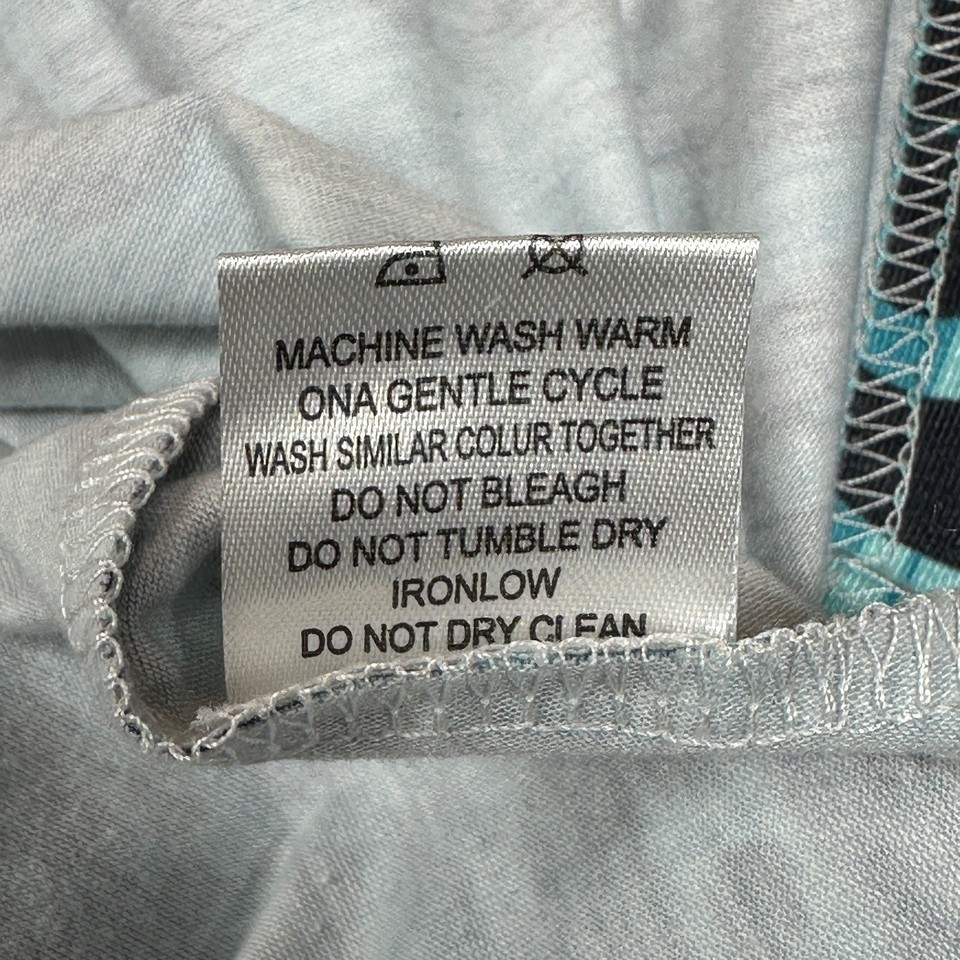 MACHINE WASH WARM
ONA GENTLE CYCLE
WASH SIMILAR COLUR TOGETHER
DO NOT BLEAGH
DO NOT TUMBLE DRY
IRONLOW
DO NOT DRY CLEAN